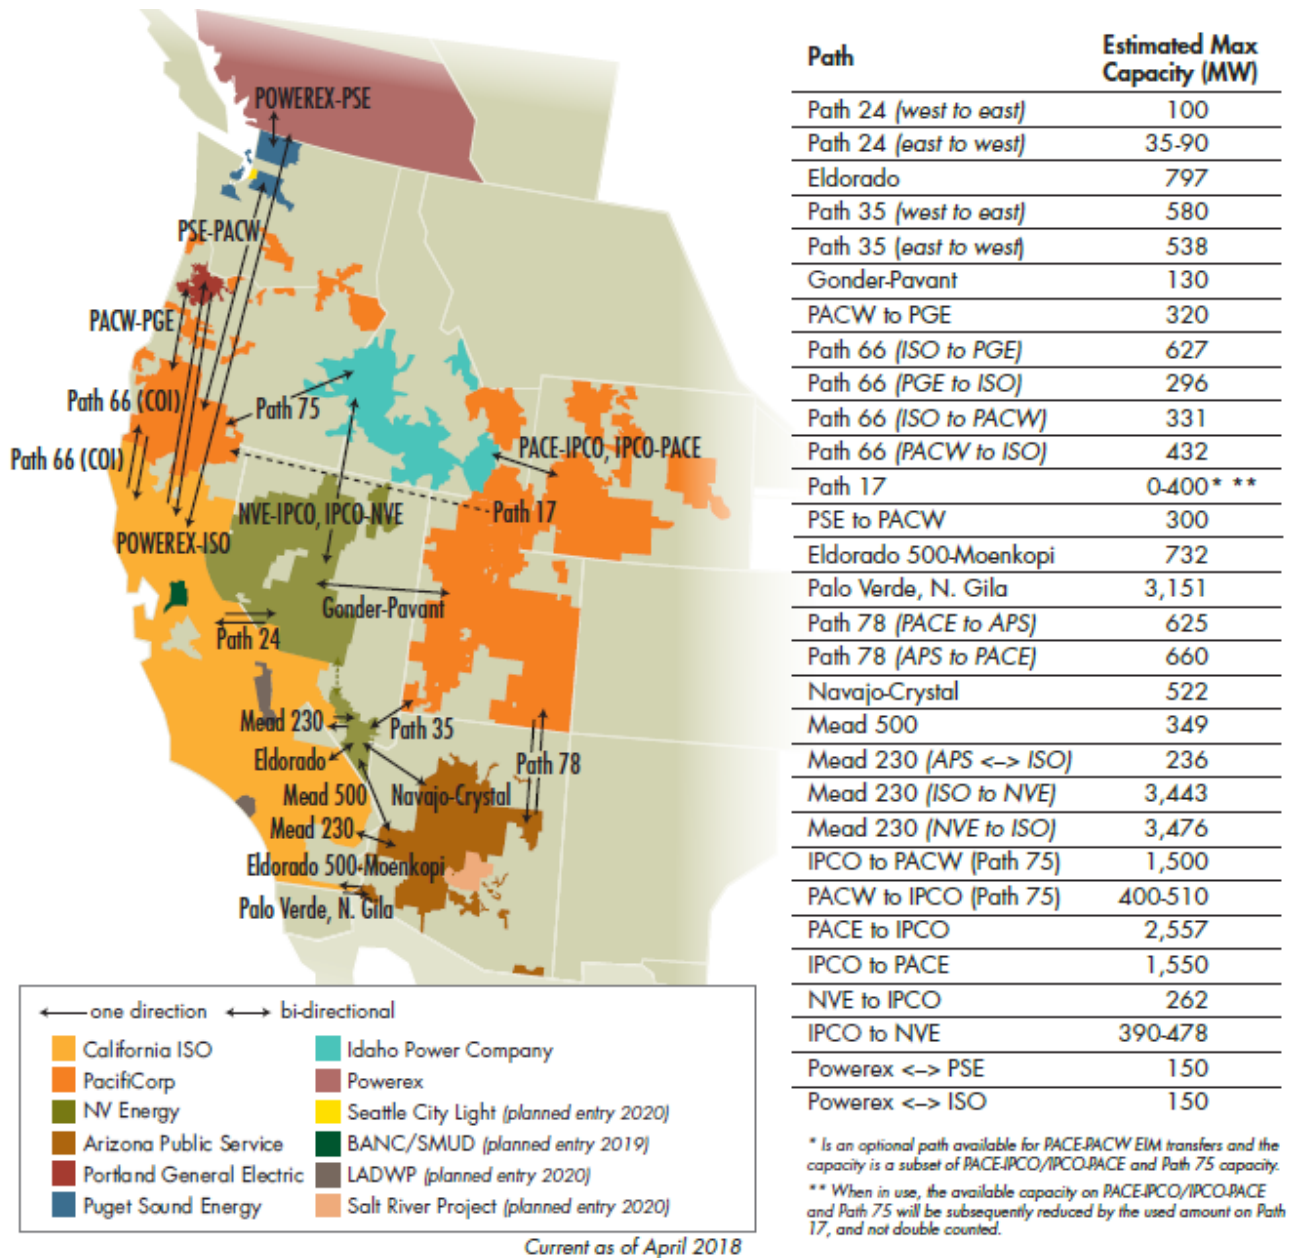 POWEREX-PSE
PSE-PACW
PACW-PGE
Path 66 (COI)
Path 75
Path 66 (COI)
PACE-IPCO, IPCO-PACE
NVE-IPCO, IPCO-NVE
Path 17
POWEREX-ISO
Gonder-Pavant
Path 24
Mead 230
Path 35
Eldorado
Path 78
Mead 500
Navajo-Crystal
Mead 230
Eldorado 500-Moenkopi
Palo Verde, N. Gila
one direction bi-directional
California ISO
PacifiCorp
NV Energy
Arizona Public Service
Portland General Electric
Puget Sound Energy
Idaho Power Company
Powerex
Seattle City Light (planned entry 2020)
BANC/SMUD (planned entry 2019)
LADWP (planned entry 2020)
Salt River Project (planned entry 2020)
Current as of April 2018
Path Estimated Max
Capacity (MW)
Path 24 (west to east) 100
Path 24 (east to west) 35-90
Eldorado 797
Path 35 (west to east) 580
Path 35 (east to west) 538
Gonder-Pavant 130
PACW to PGE 320
Path 66 (ISO to PGE) 627
Path 66 (PGE to ISO) 296
Path 66 (ISO to PACW) 331
Path 66 (PACW to ISO) 432
Path 17 0-400* **
PSE to PACW 300
Eldorado 500-Moenkopi 732
Palo Verde, N. Gila 3,151
Path 78 (PACE to APS) 625
Path 78 (APS to PACE) 660
Navajo-Crystal 522
Mead 500 349
Mead 230 (APS <–> ISO) 236
Mead 230 (ISO to NVE) 3,443
Mead 230 (NVE to ISO) 3,476
IPCO to PACW (Path 75) 1,500
PACW to IPCO (Path 75) 400-510
PACE to IPCO 2,557
IPCO to PACE 1,550
NVE to IPCO 262
IPCO to NVE 390-478
Powerex <–> PSE 150
Powerex <–> ISO 150
* Is an optional path available for PACE-PACW EIM transfers and the
capacity is a subset of PACE-IPCO/IPCO-PACE and Path 75 capacity.
** When in use, the available capacity on PACE-IPCO/IPCO-PACE
and Path 75 will be subsequently reduced by the used amount on Path
17, and not double counted.